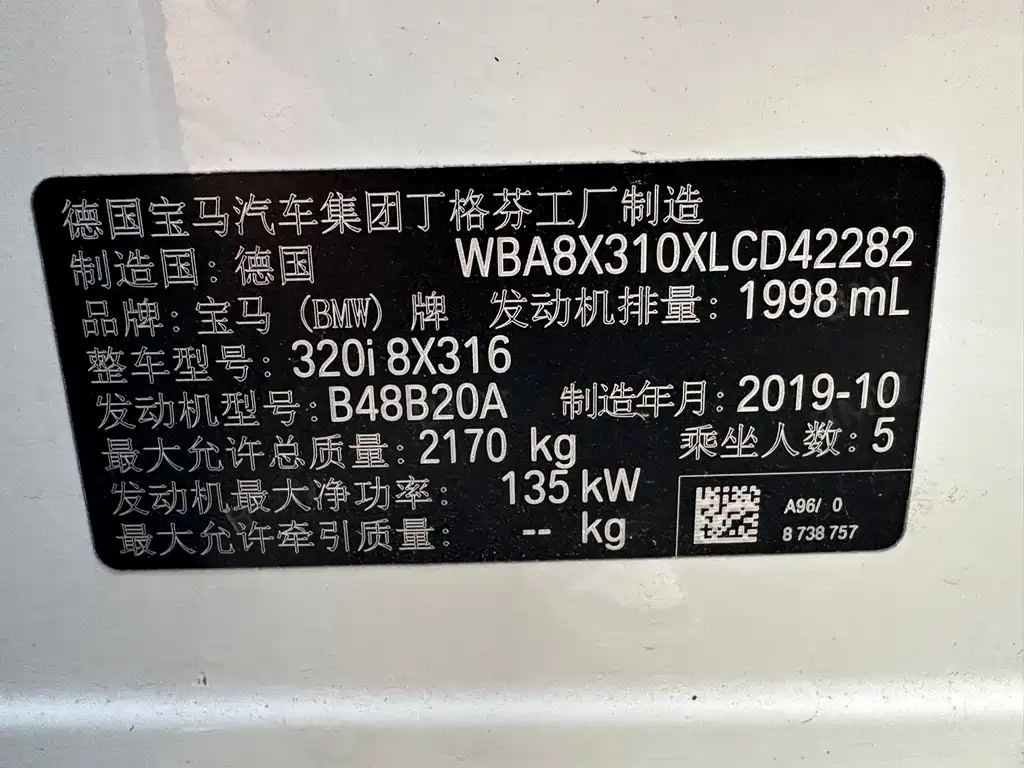 德国宝马汽车集团丁格芬工厂制造
制造国: 德国 WBA8X310XLCD42282
品牌: 宝马 (BMW) 牌 发动机排量: 1998 mL
整车型号: 320i 8X316
发动机型号: B48B20A 制造年月: 2019-10
最大允许总质量: 2170 kg 乘坐人数: 5
发动机最大净功率: 135 kW
最大允许牵引质量: -- kg
A96/ 0
8 738 757